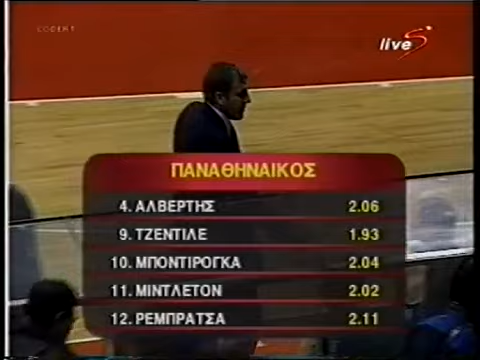 live S
ΠΑΝΑΘΗΝΑΙΚΟΣ
4. ΑΛΒΕΡΤΗΣ 2.06
9. ΤΖΕΝΤΙΛΕ 1.93
10. ΜΠΟΝΤΙΡΟΓΚΑ 2.04
11. ΜΙΝΤΛΕΤΟΝ 2.02
12. ΡΕΜΠΡΑΤΣΑ 2.11